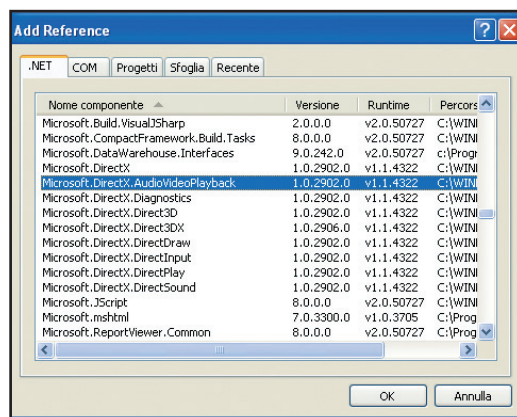 Add Reference
.NET COM Progetti Sfoglia Recente
Nome componente Versione Runtime Percors
Microsoft.Build.VisualJSharp 2.0.0.0 v2.0.50727 C:\WINI
Microsoft.CompactFramework.Build.Tasks 8.0.0.0 v2.0.50727 C:\WINI
Microsoft.DataWarehouse.Interfaces 9.0.242.0 v2.0.50727 c:\Progr
Microsoft.DirectX 1.0.2902.0 v1.1.4322 C:\WINI
Microsoft.DirectX.AudioVideoPlayback 1.0.2902.0 v1.1.4322 C:\WINI
Microsoft.DirectX.Diagnostics 1.0.2902.0 v1.1.4322 C:\WINI
Microsoft.DirectX.Direct3D 1.0.2902.0 v1.1.4322 C:\WINI
Microsoft.DirectX.Direct3DX 1.0.2906.0 v1.1.4322 C:\WINI
Microsoft.DirectX.DirectDraw 1.0.2902.0 v1.1.4322 C:\WINI
Microsoft.DirectX.DirectInput 1.0.2902.0 v1.1.4322 C:\WINI
Microsoft.DirectX.DirectPlay 1.0.2902.0 v1.1.4322 C:\WINI
Microsoft.DirectX.DirectSound 1.0.2902.0 v1.1.4322 C:\WINI
Microsoft.JScript 8.0.0.0 v2.0.50727 C:\WINI
Microsoft.mshtml 7.0.3300.0 v1.0.3705 C:\Prog
Microsoft.ReportViewer.Common 8.0.0.0 v2.0.50727 C:\Prog
OK Annulla